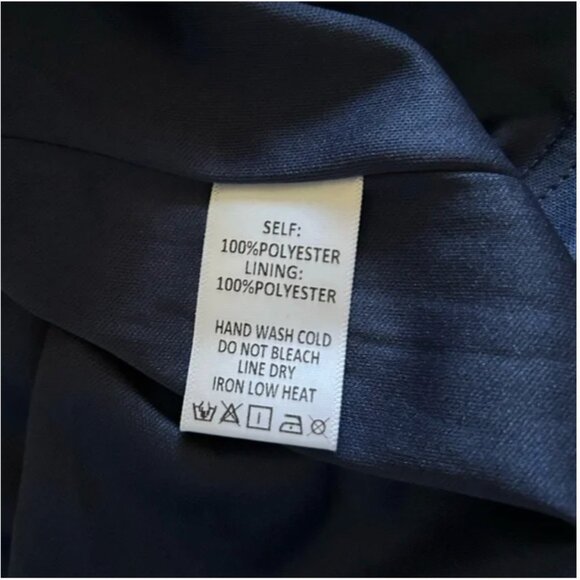 SELF:
100%POLYESTER
LINING:
100%POLYESTER
HAND WASH COLD
DO NOT BLEACH
LINE DRY
IRON LOW HEAT